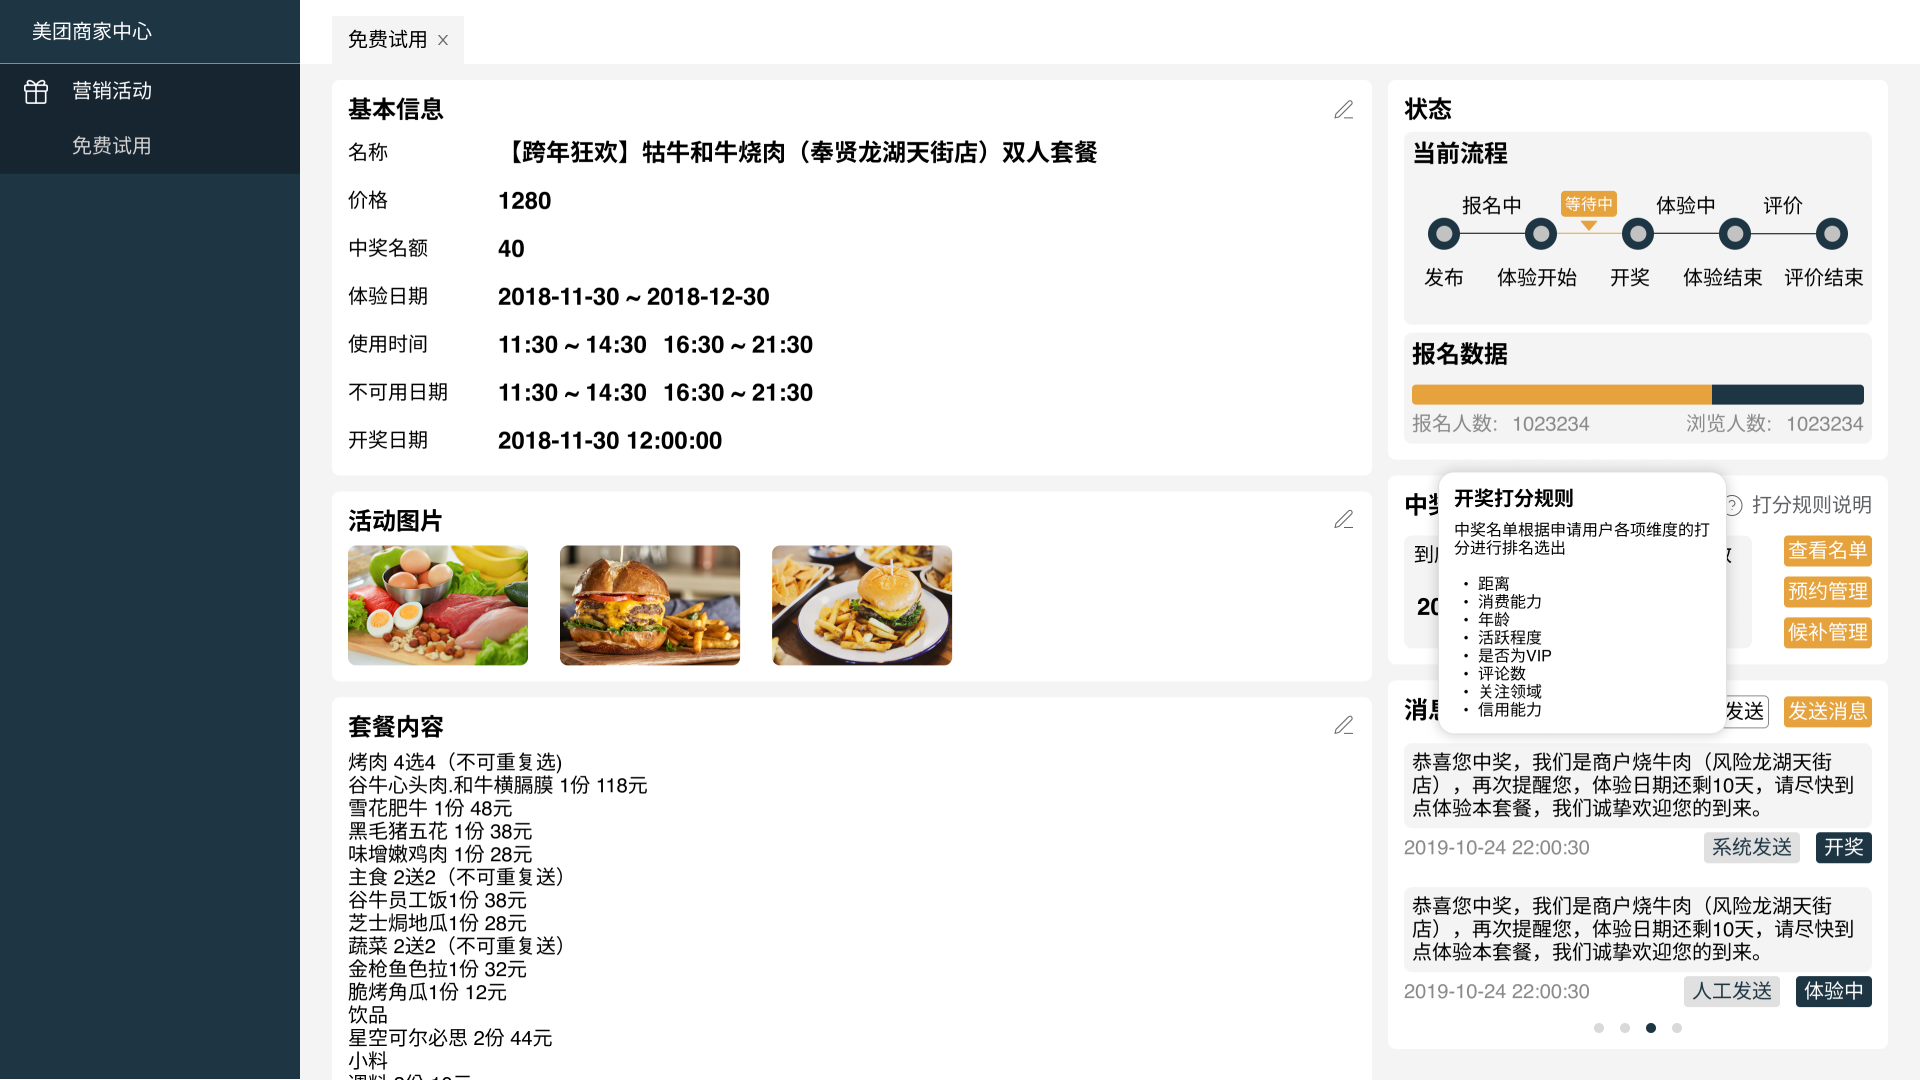 美团商家中心
营销活动
免费试用
免费试用
基本信息
名称 【跨年狂欢】牯牛和牛烧肉（奉贤龙湖天街店）双人套餐
价格 1280
中奖名额 40
体验日期 2018-11-30 ~ 2018-12-30
使用时间 11:30 ~ 14:30 16:30 ~ 21:30
不可用日期 11:30 ~ 14:30 16:30 ~ 21:30
开奖日期 2018-11-30 12:00:00
活动图片
套餐内容
烤肉 4选4（不可重复选)
谷牛心头肉.和牛横膈膜 1份 118元
雪花肥牛 1份 48元
黑毛猪五花 1份 38元
味增嫩鸡肉 1份 28元
主食 2送2（不可重复送）
谷牛员工饭1份 38元
芝士焗地瓜1份 28元
蔬菜 2送2（不可重复送）
金枪鱼色拉1份 32元
脆烤角瓜1份 12元
饮品
星空可尔必思 2份 44元
小料
状态
当前流程
报名中 等待中 体验中 评价
发布 体验开始 开奖 体验结束 评价结束
报名数据
报名人数: 1023234 浏览人数: 1023234
中奖
? 打分规则说明
到
20
查看名单
预约管理
候补管理
开奖打分规则
中奖名单根据申请用户各项维度的打
分进行排名选出
• 距离
• 消费能力
• 年龄
• 活跃程度
• 是否为VIP
• 评论数
• 关注领域
• 信用能力
消息
发送 发送消息
恭喜您中奖，我们是商户烧牛肉（风险龙湖天街
店），再次提醒您，体验日期还剩10天，请尽快到
点体验本套餐，我们诚挚欢迎您的到来。
2019-10-24 22:00:30 系统发送 开奖
恭喜您中奖，我们是商户烧牛肉（风险龙湖天街
店），再次提醒您，体验日期还剩10天，请尽快到
点体验本套餐，我们诚挚欢迎您的到来。
2019-10-24 22:00:30 人工发送 体验中